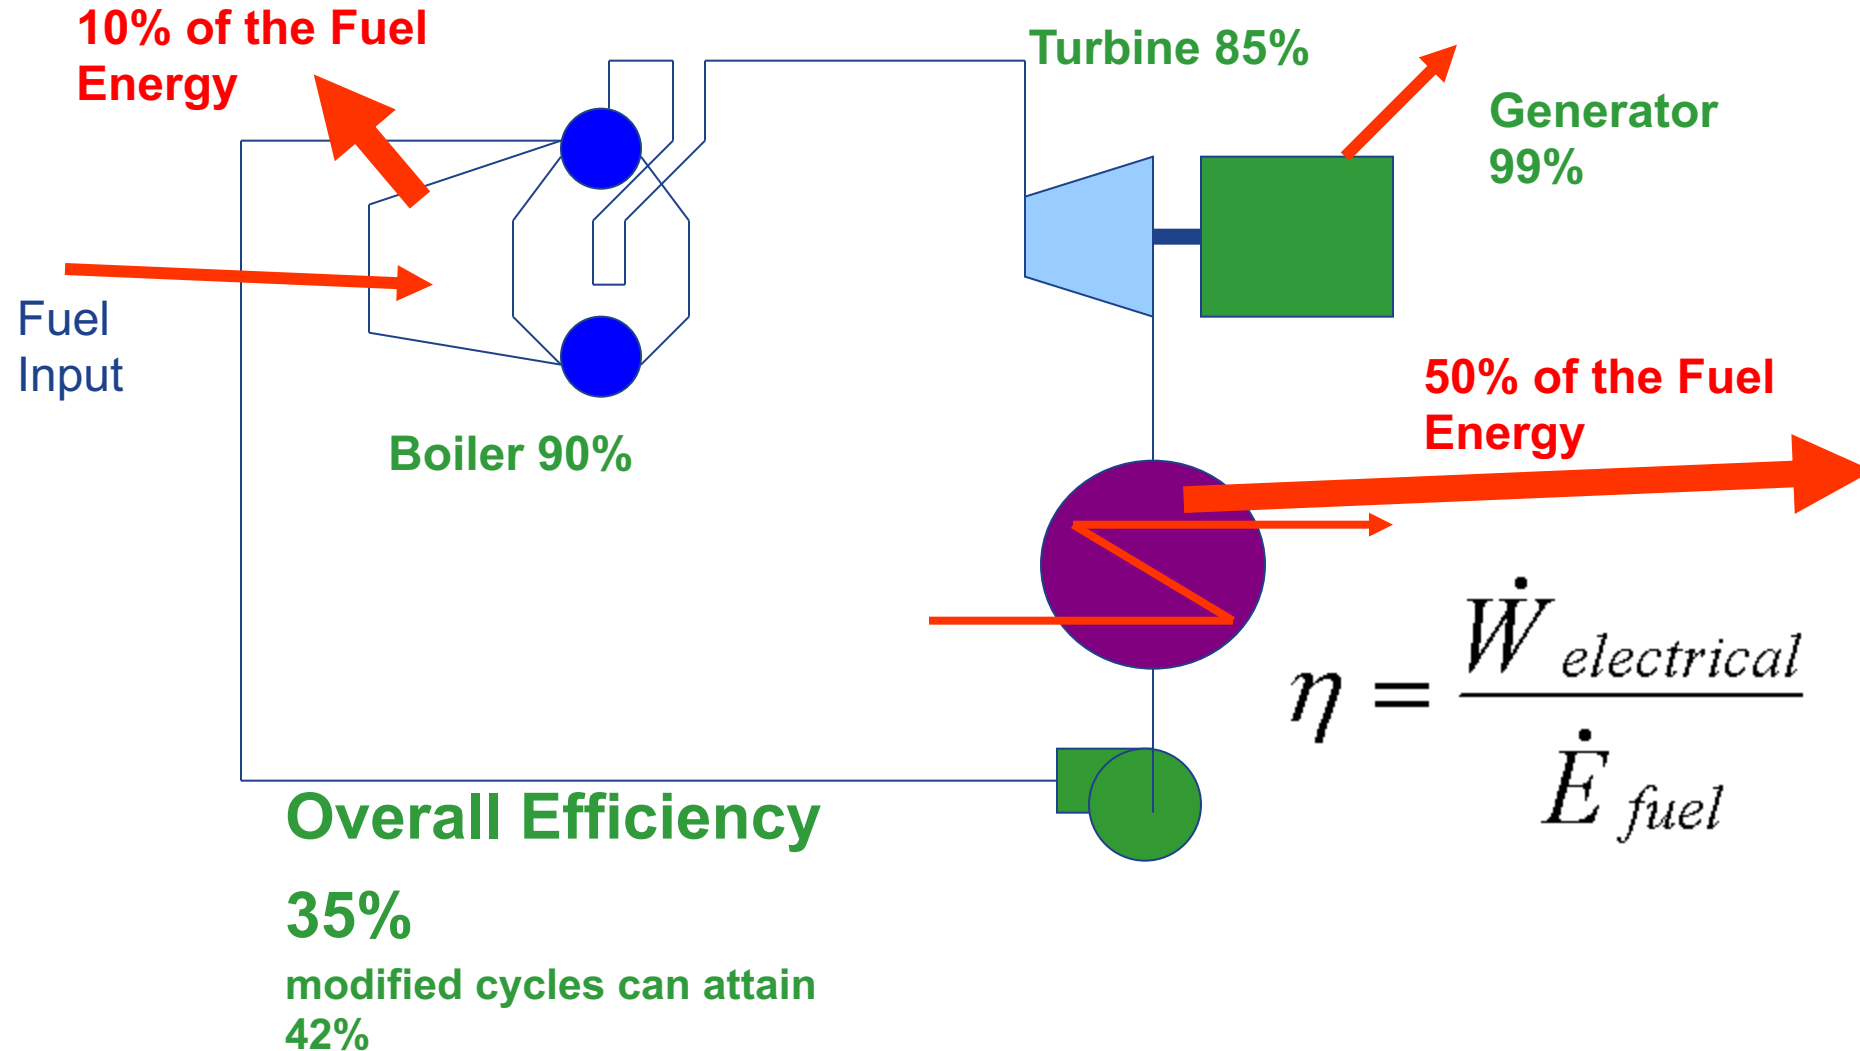 10% of the Fuel
Energy
Turbine 85%
Generator
99%
Fuel
Input
50% of the Fuel
Energy
Boiler 90%
η = Ẇ electrical / Ė fuel
Overall Efficiency
35%
modified cycles can attain
42%